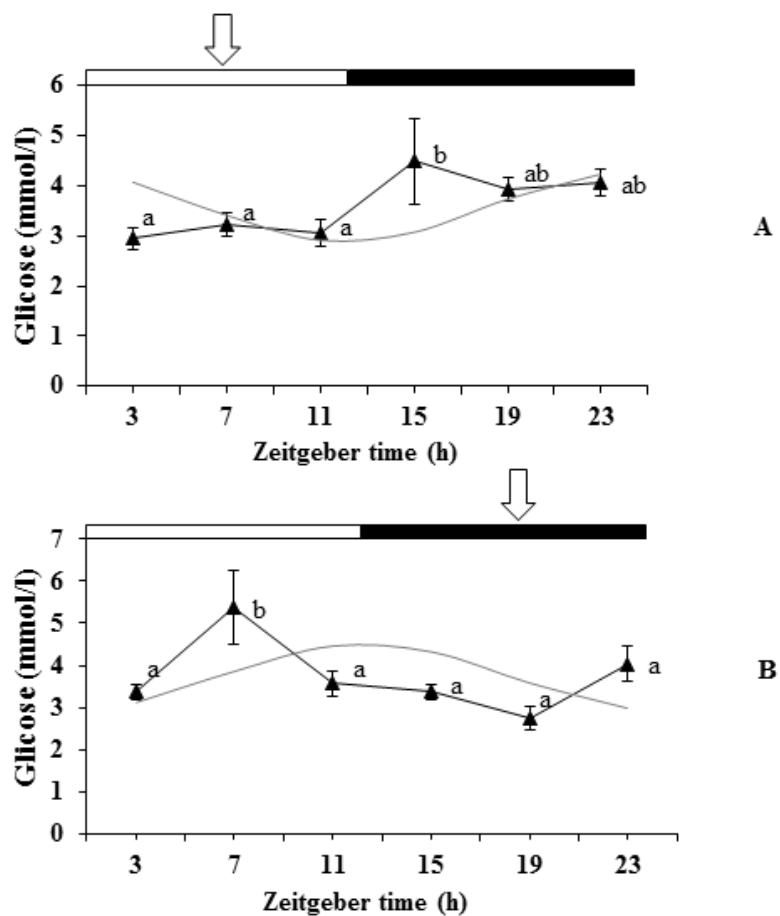 6
5
4
3
2
1
0
Glicose (mmol/l)
a
a
a
b
ab
ab
A
3 7 11 15 19 23
Zeitgeber time (h)
7
6
5
4
3
2
1
0
Glicose (mmol/l)
a
b
a
a
a
a
B
3 7 11 15 19 23
Zeitgeber time (h)